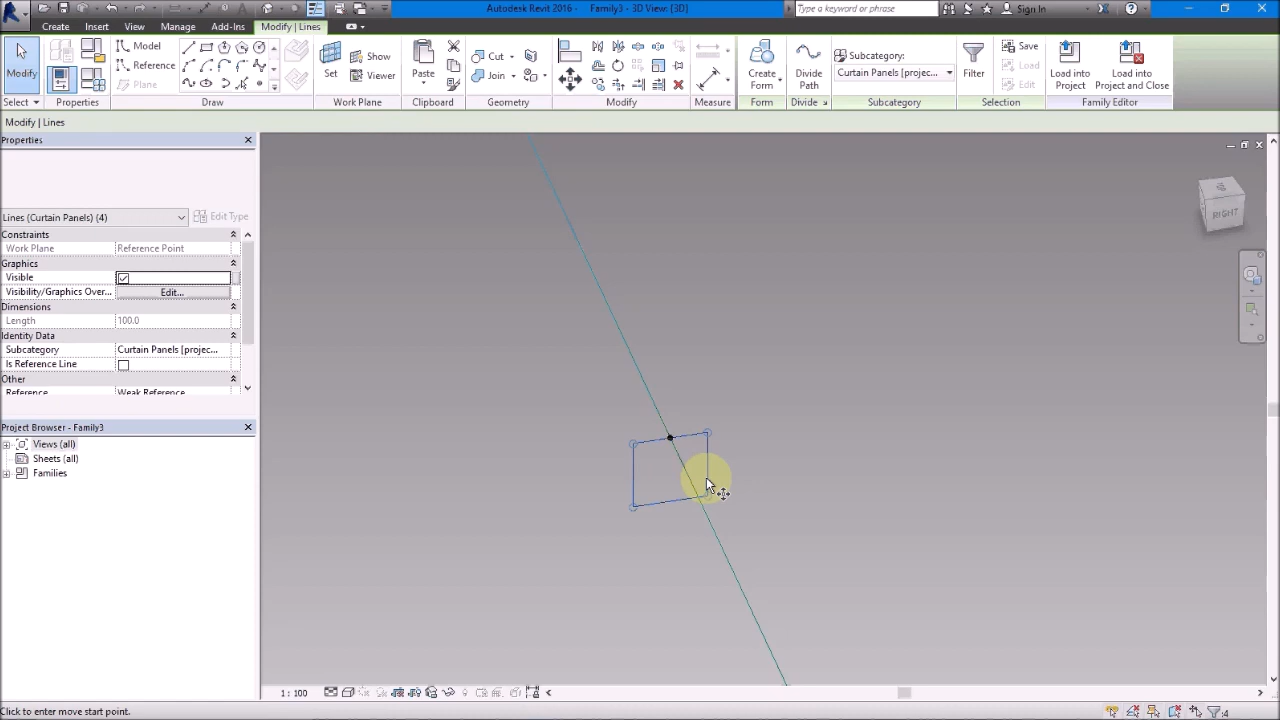 Autodesk Revit 2016 - Family3 - 3D View: {3D}
Type a keyword or phrase
Sign In
Create Insert View Manage Add-Ins Modify | Lines
Modify
Model
Reference
Plane
Set
Show
Viewer
Paste
Cut
Join
Create Form
Divide Path
Subcategory:
Curtain Panels [projec...
Filter
Save
Load
Edit
Load into Project
Load into Project and Close
Select Properties Draw Work Plane Clipboard Geometry Modify Measure Form Divide Subcategory Selection Family Editor
Modify | Lines
Properties
Lines (Curtain Panels) (4) Edit Type
Constraints
Work Plane Reference Point
Graphics
Visible
Visibility/Graphics Over... Edit...
Dimensions
Length 100.0
Identity Data
Subcategory Curtain Panels [projec...
Is Reference Line
Other
Reference Weak Reference
Project Browser - Family3
Views (all)
Sheets (all)
Families
RIGHT
1 : 100
Click to enter move start point.
:4